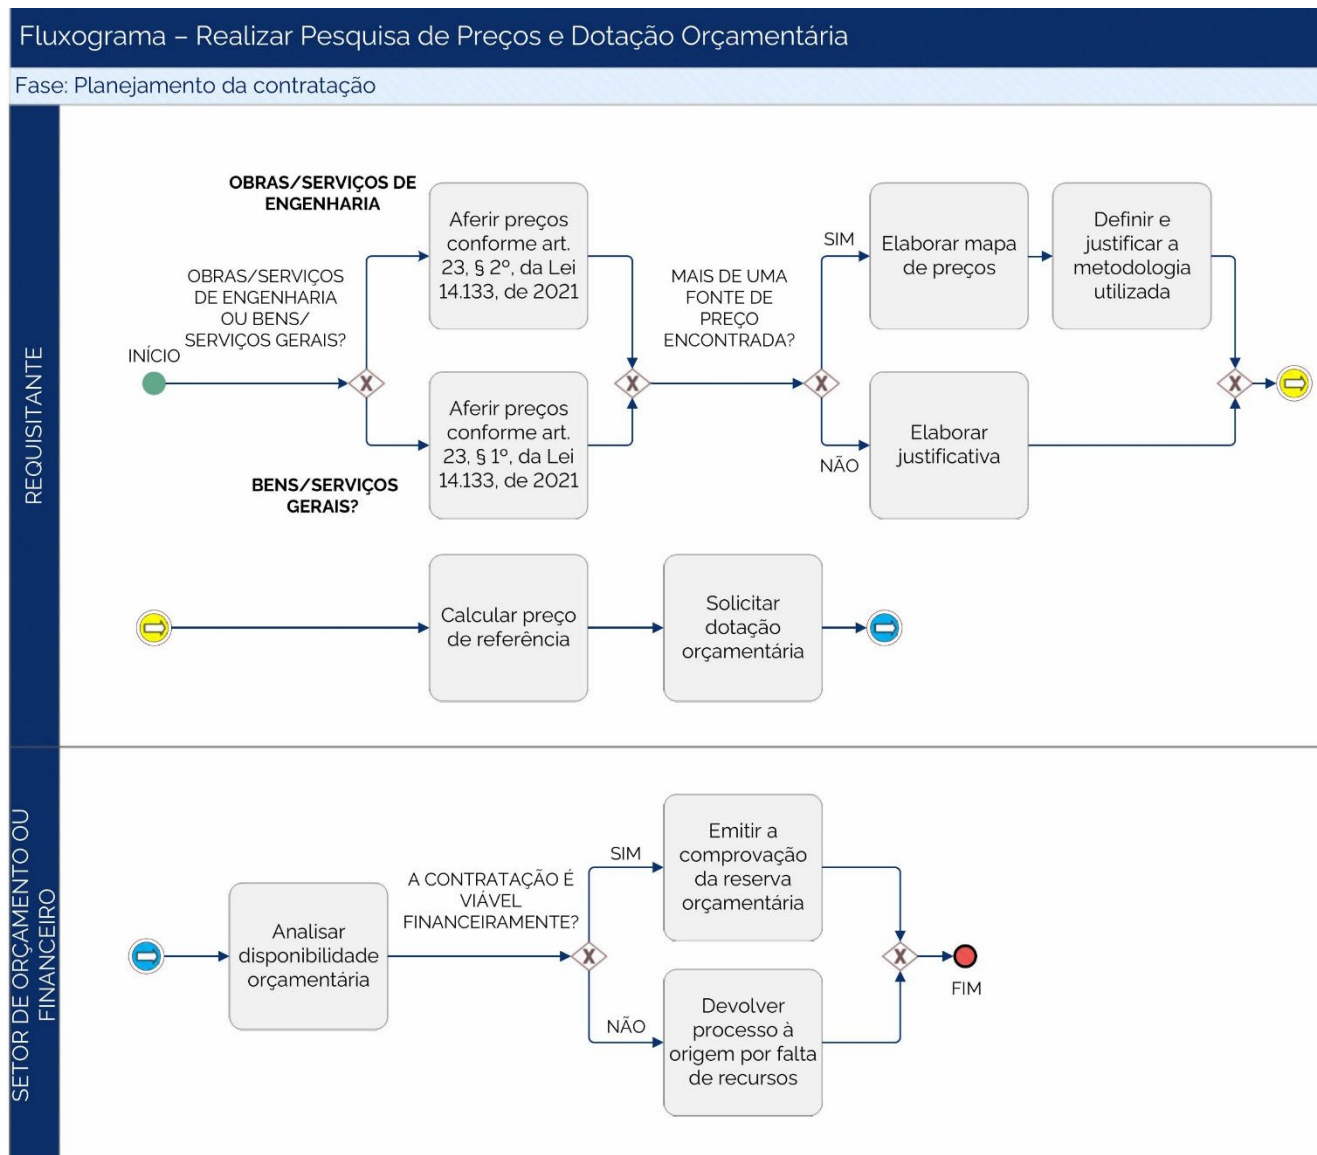 Fluxograma – Realizar Pesquisa de Preços e Dotação Orçamentária
Fase: Planejamento da contratação
REQUISITANTE
INÍCIO
OBRAS/SERVIÇOS
DE ENGENHARIA
OU BENS/
SERVIÇOS GERAIS?
OBRAS/SERVIÇOS DE
ENGENHARIA
Aferir preços
conforme art.
23, § 2º, da Lei
14.133, de 2021
BENS/SERVIÇOS
GERAIS?
Aferir preços
conforme art.
23, § 1º, da Lei
14.133, de 2021
MAIS DE UMA
FONTE DE
PREÇO
ENCONTRADA?
SIM
Elaborar mapa
de preços
Definir e
justificar a
metodologia
utilizada
NÃO
Elaborar
justificativa
Calcular preço
de referência
Solicitar
dotação
orçamentária
SETOR DE ORÇAMENTO OU
FINANCEIRO
Analisar
disponibilidade
orçamentária
A CONTRATAÇÃO É
VIÁVEL
FINANCEIRAMENTE?
SIM
Emitir a
comprovação
da reserva
orçamentária
NÃO
Devolver
processo à
origem por falta
de recursos
FIM